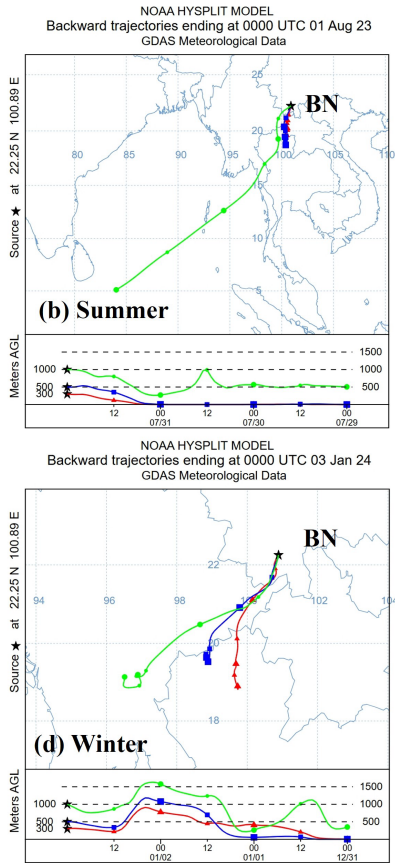 NOAA HYSPLIT MODEL
Backward trajectories ending at 0000 UTC 01 Aug 23
GDAS Meteorological Data
Source ★ at 22.25 N 100.89 E
25
BN
20
80 85 90 95 100 105 110
15
10
5
(b) Summer
Meters AGL
1500
1000 1000
500 500
300
12 00 12 00 12 00
07/31 07/30 07/29
NOAA HYSPLIT MODEL
Backward trajectories ending at 0000 UTC 03 Jan 24
GDAS Meteorological Data
Source ★ at 22.25 N 100.89 E
BN
22
94 96 98 100 102 104
20
18
(d) Winter
Meters AGL
1500
1000 1000
500 500
300
12 00 12 00 12 00
01/02 01/01 12/31